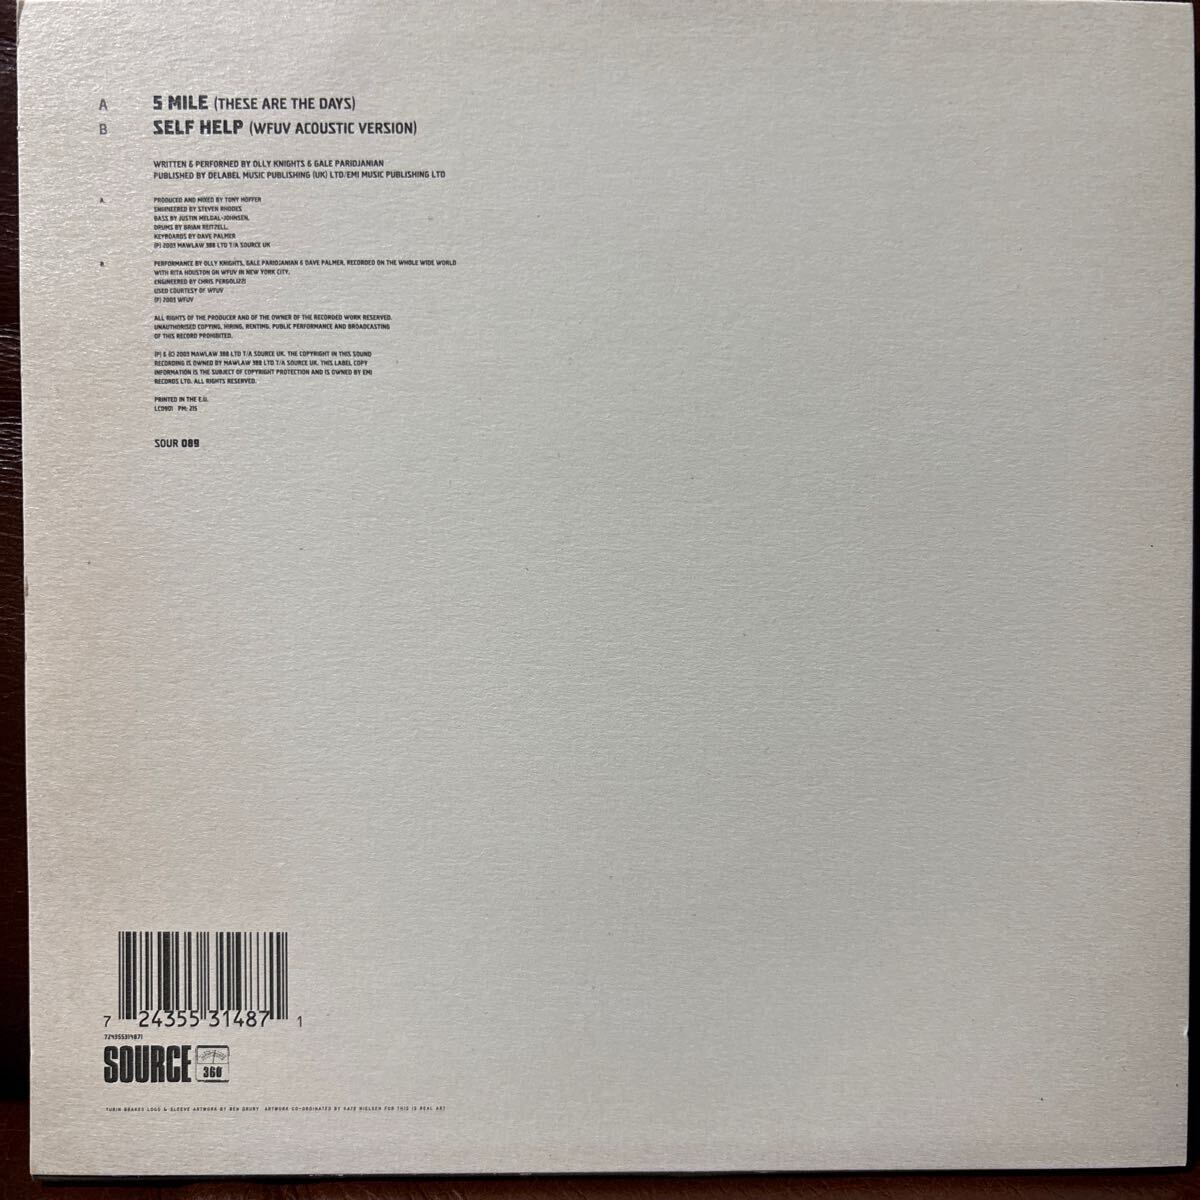 A 5 MILE (THESE ARE THE DAYS)
B SELF HELP (WFUV ACOUSTIC VERSION)
WRITTEN & PERFORMED BY OLLY KNIGHTS & GALE PARIDJANIAN
PUBLISHED BY DELABEL MUSIC PUBLISHING (UK) LTD/EMI MUSIC PUBLISHING LTD
A. PRODUCED AND MIXED BY TONY HOFFER
ENGINEERED BY STEVEN RHODES
BASS BY JUSTIN MELDAL-JOHNSEN.
DRUMS BY BRIAN REITZELL.
KEYBOARDS BY DAVE PALMER
(P) 2003 MAWLAW 388 LTD T/A SOURCE UK
B PERFORMANCE BY OLLY KNIGHTS, GALE PARIDJANIAN & DAVE PALMER. RECORDED ON THE WHOLE WIDE WORLD
WITH RITA HOUSTON ON WFUV IN NEW YORK CITY.
ENGINEERED BY CHRIS PERGOLIZZI
USED COURTESY OF WFUV
(P) 2003 WFUV
ALL RIGHTS OF THE PRODUCER AND OF THE OWNER OF THE RECORDED WORK RESERVED.
UNAUTHORISED COPYING, HIRING, RENTING, PUBLIC PERFORMANCE AND BROADCASTING
OF THIS RECORD PROHIBITED.
(P) & (C) 2003 MAWLAW 388 LTD T/A SOURCE UK. THE COPYRIGHT IN THIS SOUND
RECORDING IS OWNED BY MAWLAW 388 LTD T/A SOURCE UK. THIS LABEL COPY
INFORMATION IS THE SUBJECT OF COPYRIGHT PROTECTION AND IS OWNED BY EMI
RECORDS LTD. ALL RIGHTS RESERVED.
PRINTED IN THE E.U.
LC0901 PM: 215
SOUR 089
7 24355 31487 1
724355314871
SOURCE 360°
TURIN BRAKES LOGO & SLEEVE ARTWORK BY BEN DRURY ARTWORK CO-ORDINATED BY KATE NIELSEN FOR THIS IS REAL ART